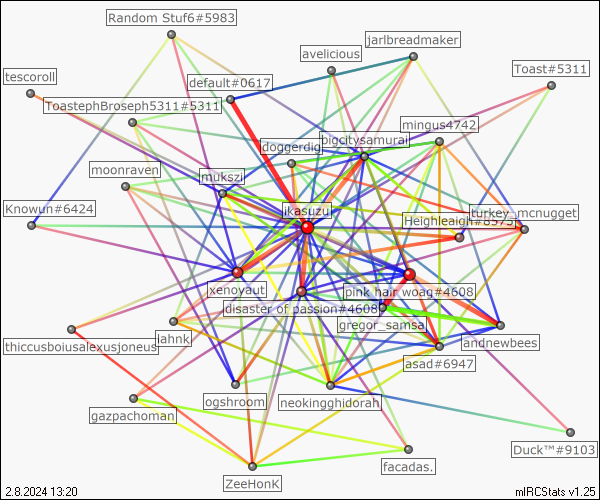 Random Stuf6#5983
jarlbreadmaker
avelicious
tescoroll
default#0617
Toast#5311
ToastephBroseph5311#5311
mingus4742
bigcitysamurai
doggerdig
moonraven
mukszi
Knowun#6424
ikasuzu
turkey_mcnugget
Heighleaigh#8575
xenoyaut
pink hair woag#4608
disaster of passion#4608
gregor_samsa
thiccusboiusalexusjoneus
lahnk
andnewbees
asad#6947
ogshroom
neokingghidorah
gazpachoman
Duck™#9103
facadas.
ZeeHonK
2.8.2024 13:20
mIRCStats v1.25